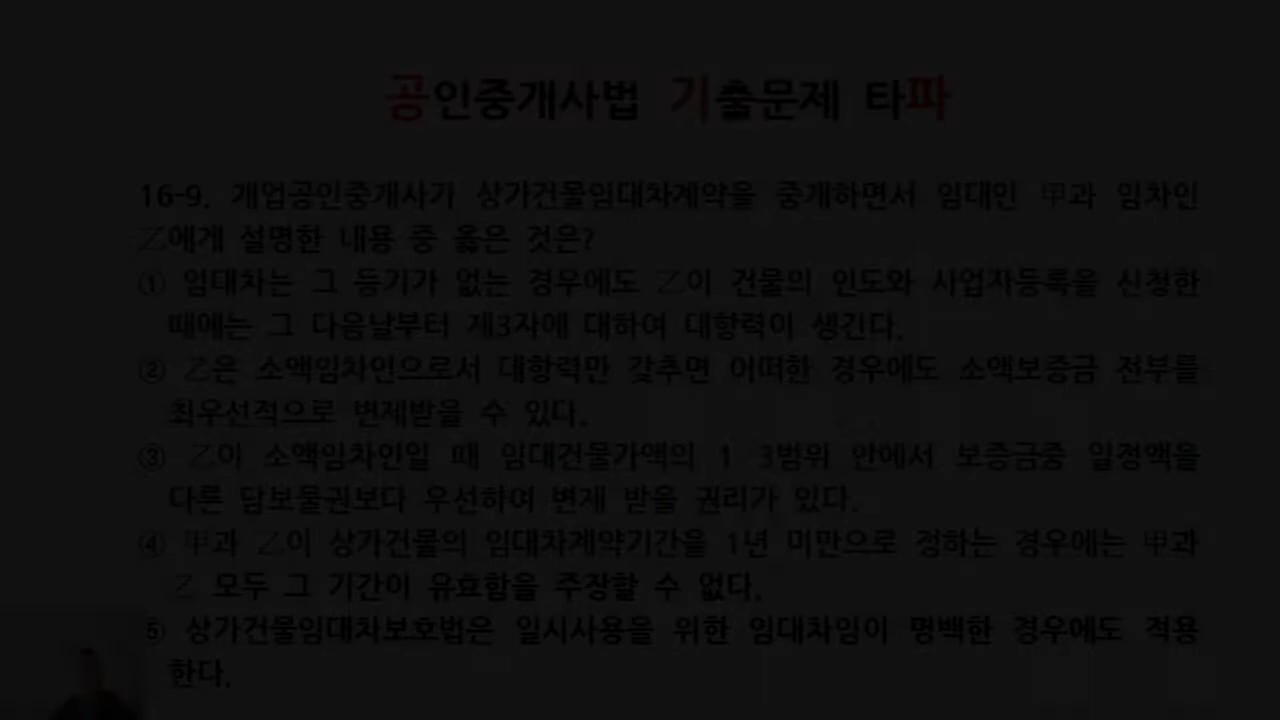 공인중개사법 기출문제 타파
16-9. 개업공인중개사가 상가건물임대차계약을 중개하면서 임대인 甲과 임차인
乙에게 설명한 내용 중 옳은 것은?
① 임대차는 그 등기가 없는 경우에도 乙이 건물의 인도와 사업자등록을 신청한
때에는 그 다음날부터 제3자에 대하여 대항력이 생긴다.
② 乙은 소액임차인으로서 대항력만 갖추면 어떠한 경우에도 소액보증금 전부를
최우선적으로 변제받을 수 있다.
③ 乙이 소액임차인일 때 임대건물가액의 1 3범위 안에서 보증금중 일정액을
다른 담보물권보다 우선하여 변제 받을 권리가 있다.
④ 甲과 乙이 상가건물의 임대차계약기간을 1년 미만으로 정하는 경우에는 甲과
乙 모두 그 기간이 유효함을 주장할 수 없다.
⑤ 상가건물임대차보호법은 일시사용을 위한 임대차임이 명백한 경우에도 적용
한다.